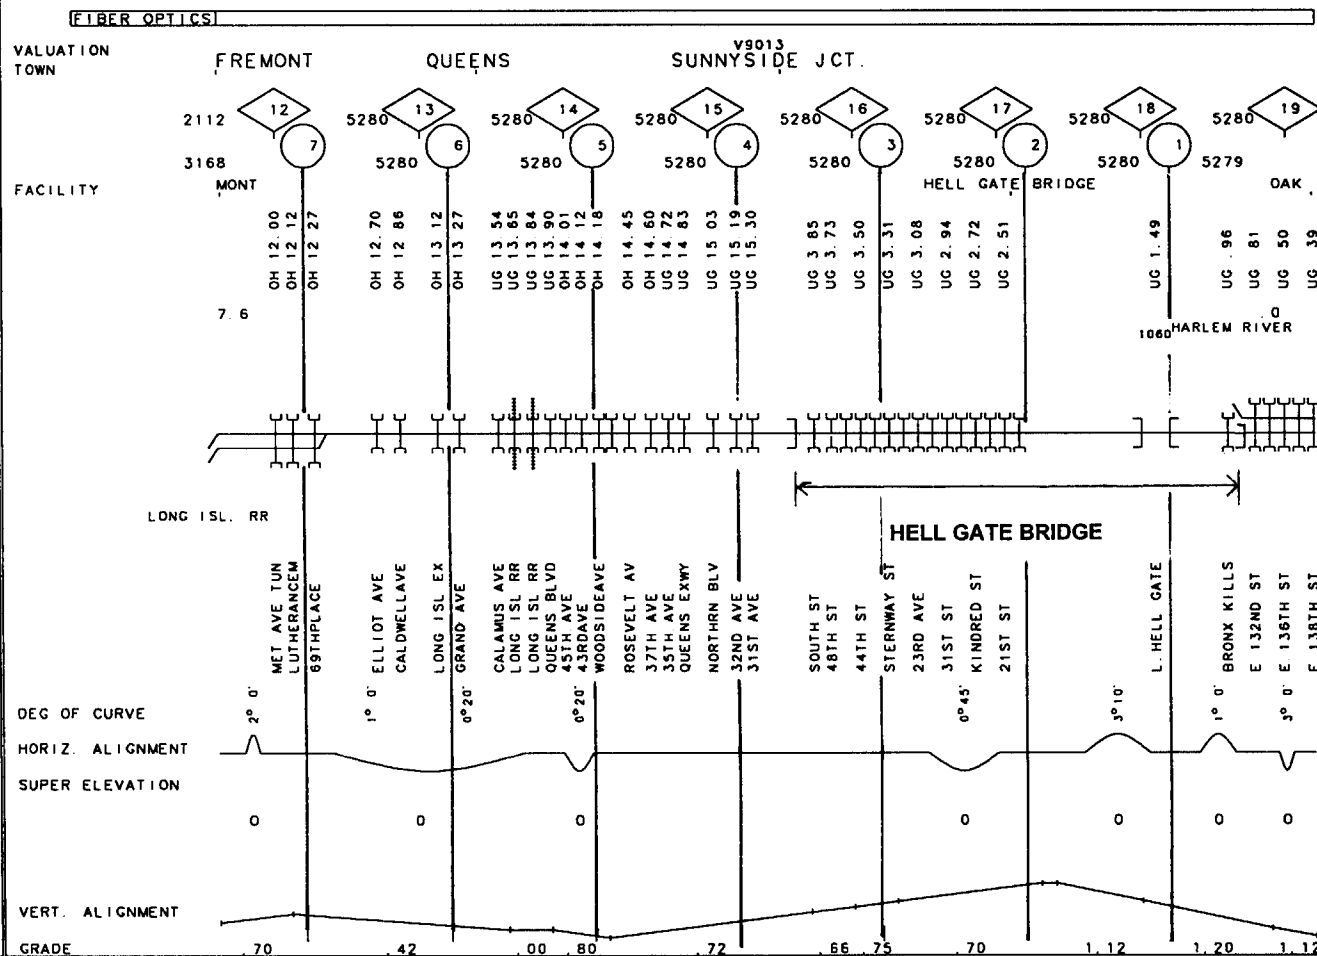 FIBER OPTICS
VALUATION
V9013
TOWN FREMONT QUEENS SUNNYSIDE JCT.
12 13 14 15 16 17 18 19
2112 5280 5280 5280 5280 5280 5280 5280
7 6 5 4 3 2 1
3168 5280 5280 5280 5280 5280 5280 5279
FACILITY MONT HELL GATE BRIDGE OAK
OH 12.00
OH 12 12
OH 12 27
OH 12.70
OH 12 86
OH 13 12
OH 13 27
UG 13 54
UG 13.65
UG 13 84
UG 13.90
OH 14 01
OH 14 12
OH 14 18
OH 14.45
OH 14.60
UG 14.72
UG 14 83
UG 15 03
UG 15.19
UG 15.30
UG 3 85
UG 3.73
UG 3.50
UG 3.31
UG 3.08
UG 2.94
UG 2.72
UG 2.51
UG 1.49
UG .96
UG 81
UG 50
UG 39
7.6 .0
1060 HARLEM RIVER
LONG ISL. RR
HELL GATE BRIDGE
MET AVE TUN
LUTHERANCEM
69THPLACE
ELLIOT AVE
CALDWELLAVE
LONG ISL EX
GRAND AVE
CALAMUS AVE
LONG ISL RR
LONG ISL RR
QUEENS BLVD
45TH AVE
43RDAVE
WOODSIDEAVE
ROSEVELT AV
37TH AVE
35TH AVE
QUEENS EXWY
NORTHRN BLV
32ND AVE
31ST AVE
SOUTH ST
48TH ST
44TH ST
STERNWAY ST
23RD AVE
31ST ST
KINDRED ST
21ST ST
L.HELL GATE
BRONX KILLS
E 132ND ST
E 136TH ST
E 138TH ST
DEG OF CURVE 2° 0' 1° 0' 0°20' 0°20' 0°45' 3°10' 1° 0' 3° 0'
HORIZ. ALIGNMENT
SUPER ELEVATION
0 0 0 0 0 0 0
VERT. ALIGNMENT
GRADE .70 .42 .00 .80 .72 .66 .75 .70 1.12 1.20 1.12